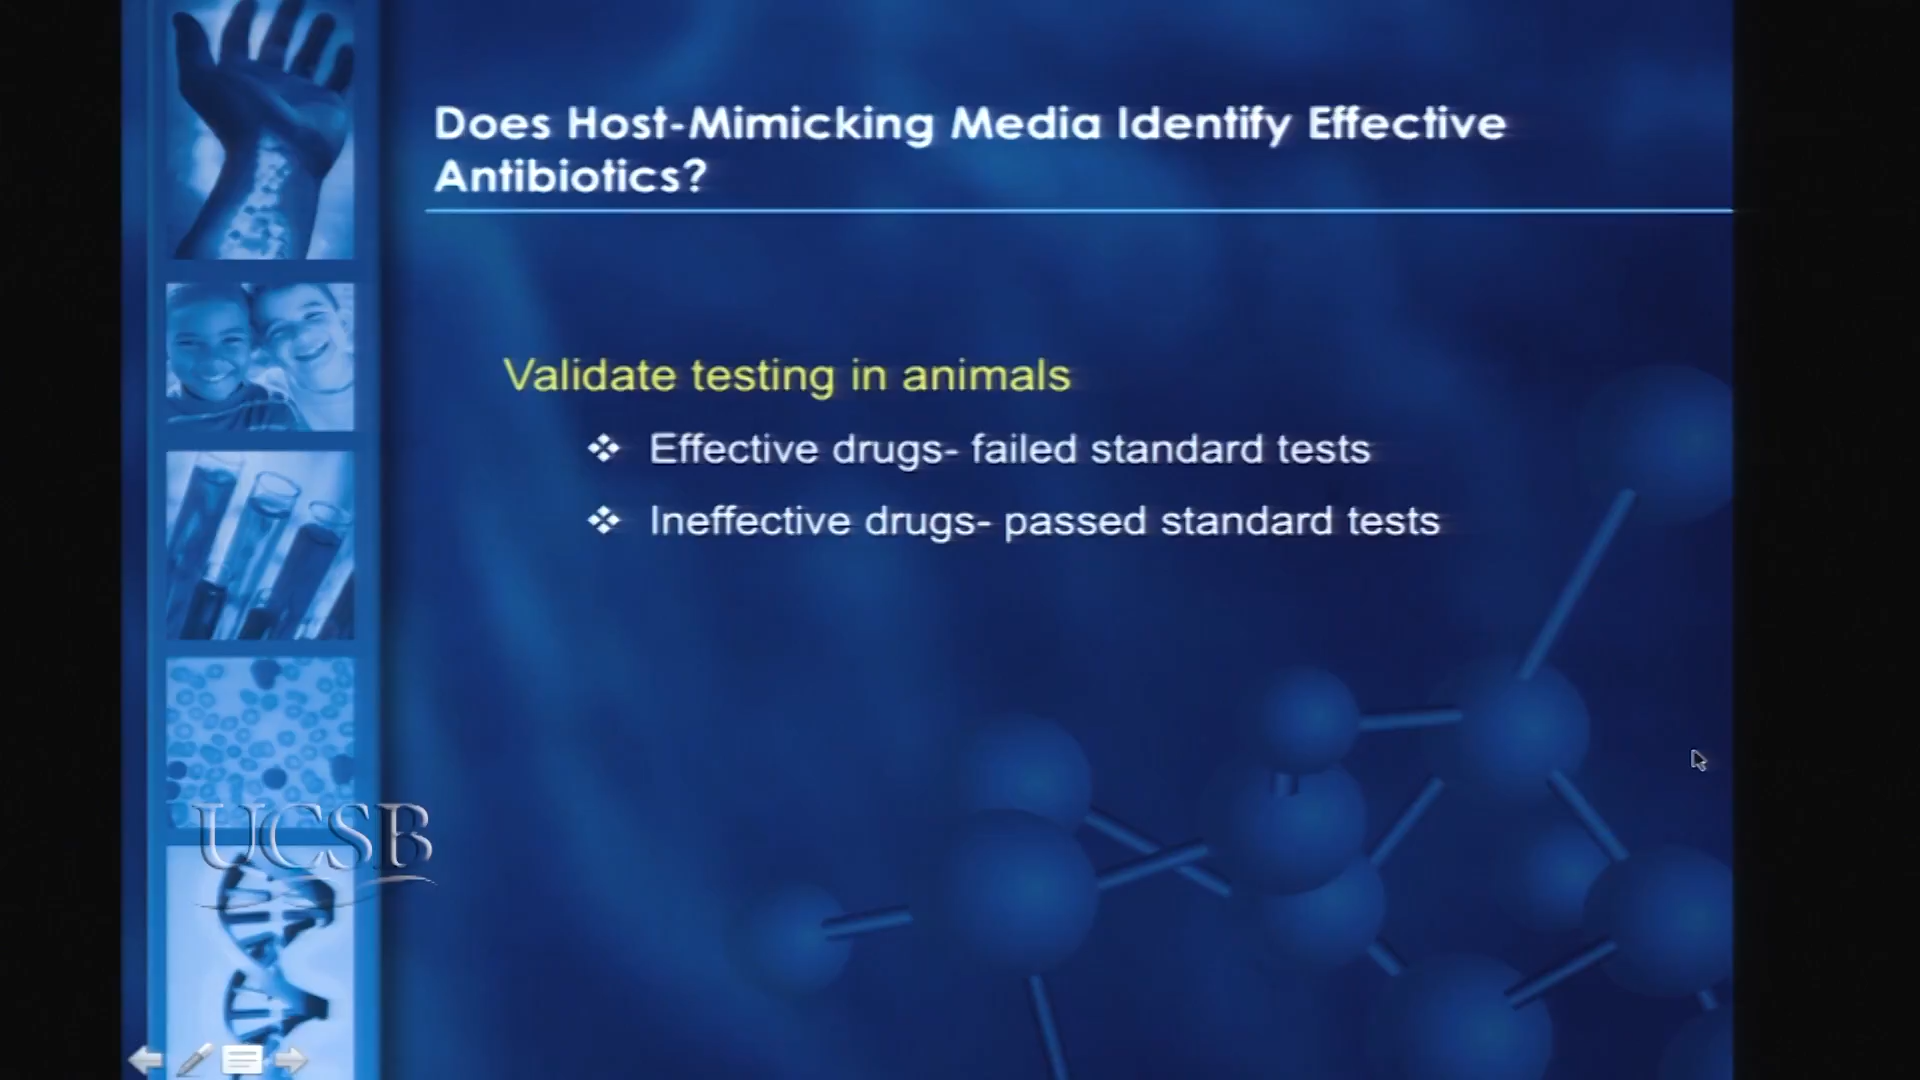 Does Host-Mimicking Media Identify Effective
Antibiotics?
Validate testing in animals
❖ Effective drugs- failed standard tests
❖ Ineffective drugs- passed standard tests
UCSB